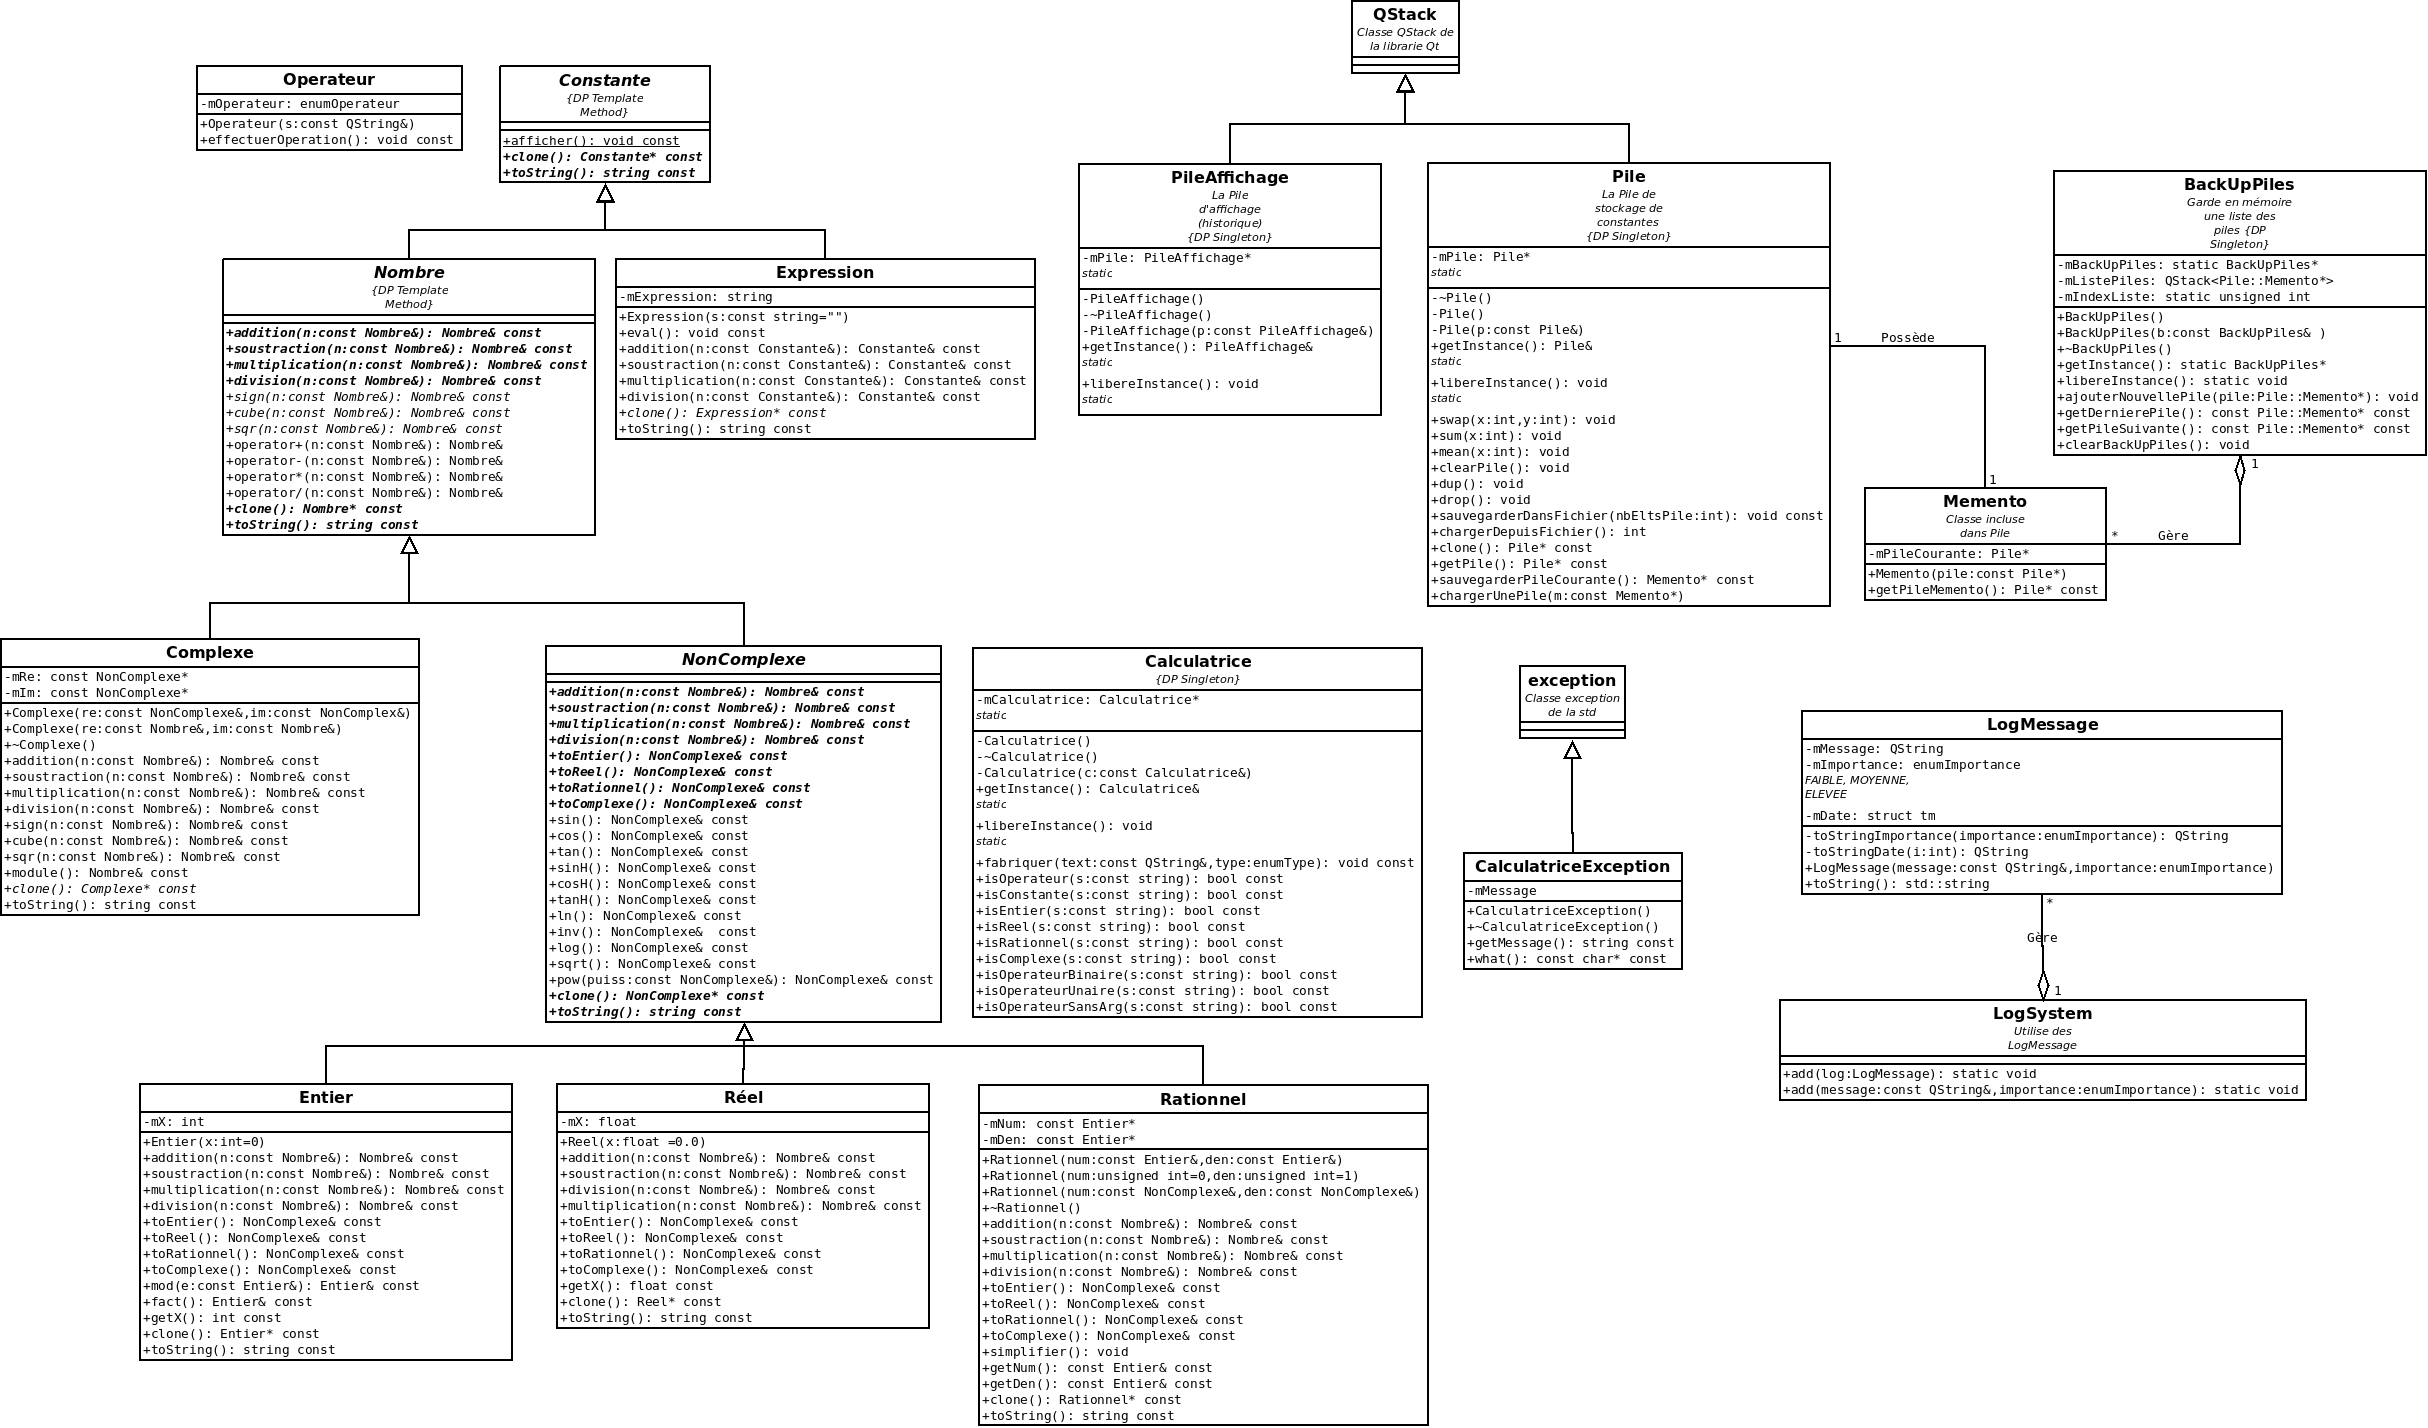 QStack
Classe QStack de
la librarie Qt
Operateur
-mOperateur: enumOperateur
+Operateur(s:const QString&)
+effectuerOperation(): void const
Constante
{DP Template
Method}
+afficher(): void const
+clone(): Constante* const
+toString(): string const
PileAffichage
La Pile
d'affichage
(historique)
{DP Singleton}
-mPile: PileAffichage*
static
-PileAffichage()
-~PileAffichage()
-PileAffichage(p:const PileAffichage&)
+getInstance(): PileAffichage&
static
+libereInstance(): void
static
Pile
La Pile de
stockage de
constantes
{DP Singleton}
-mPile: Pile*
static
-~Pile()
-Pile()
-Pile(p:const Pile&)
+getInstance(): Pile&
static
+libereInstance(): void
static
+swap(x:int,y:int): void
+sum(x:int): void
+mean(x:int): void
+clearPile(): void
+dup(): void
+drop(): void
+sauvegarderDansFichier(nbEltsPile:int): void const
+chargerDepuisFichier(): int
+clone(): Pile* const
+getPile(): Pile* const
+sauvegarderPileCourante(): Memento* const
+chargerUnePile(m:const Memento*)
BackUpPiles
Garde en mémoire
une liste des
piles {DP
Singleton}
-mBackUpPiles: static BackUpPiles*
-mListePiles: QStack<Pile::Memento*>
-mIndexListe: static unsigned int
+BackUpPiles()
+BackUpPiles(b:const BackUpPiles& )
+~BackUpPiles()
+getInstance(): static BackUpPiles*
+libereInstance(): static void
+ajouterNouvellePile(pile:Pile::Memento*): void
+getDernierePile(): const Pile::Memento* const
+getPileSuivante(): const Pile::Memento* const
+clearBackUpPiles(): void
1 Possède
1
1
* Gère
Memento
Classe incluse
dans Pile
-mPileCourante: Pile*
+Memento(pile:const Pile*)
+getPileMemento(): Pile* const
Nombre
{DP Template
Method}
+addition(n:const Nombre&): Nombre& const
+soustraction(n:const Nombre&): Nombre& const
+multiplication(n:const Nombre&): Nombre& const
+division(n:const Nombre&): Nombre& const
+sign(n:const Nombre&): Nombre& const
+cube(n:const Nombre&): Nombre& const
+sqr(n:const Nombre&): Nombre& const
+operator+(n:const Nombre&): Nombre&
+operator-(n:const Nombre&): Nombre&
+operator*(n:const Nombre&): Nombre&
+operator/(n:const Nombre&): Nombre&
+clone(): Nombre* const
+toString(): string const
Expression
-mExpression: string
+Expression(s:const string="")
+eval(): void const
+addition(n:const Constante&): Constante& const
+soustraction(n:const Constante&): Constante& const
+multiplication(n:const Constante&): Constante& const
+division(n:const Constante&): Constante& const
+clone(): Expression* const
+toString(): string const
Complexe
-mRe: const NonComplexe*
-mIm: const NonComplexe*
+Complexe(re:const NonComplexe&,im:const NonComplex&)
+Complexe(re:const Nombre&,im:const Nombre&)
+~Complexe()
+addition(n:const Nombre&): Nombre& const
+soustraction(n:const Nombre&): Nombre& const
+multiplication(n:const Nombre&): Nombre& const
+division(n:const Nombre&): Nombre& const
+sign(n:const Nombre&): Nombre& const
+cube(n:const Nombre&): Nombre& const
+sqr(n:const Nombre&): Nombre& const
+module(): Nombre& const
+clone(): Complexe* const
+toString(): string const
NonComplexe
+addition(n:const Nombre&): Nombre& const
+soustraction(n:const Nombre&): Nombre& const
+multiplication(n:const Nombre&): Nombre& const
+division(n:const Nombre&): Nombre& const
+toEntier(): NonComplexe& const
+toReel(): NonComplexe& const
+toRationnel(): NonComplexe& const
+toComplexe(): NonComplexe& const
+sin(): NonComplexe& const
+cos(): NonComplexe& const
+tan(): NonComplexe& const
+sinH(): NonComplexe& const
+cosH(): NonComplexe& const
+tanH(): NonComplexe& const
+ln(): NonComplexe& const
+inv(): NonComplexe&  const
+log(): NonComplexe& const
+sqrt(): NonComplexe& const
+pow(puiss:const NonComplexe&): NonComplexe& const
+clone(): NonComplexe* const
+toString(): string const
Calculatrice
{DP Singleton}
-mCalculatrice: Calculatrice*
static
-Calculatrice()
-~Calculatrice()
-Calculatrice(c:const Calculatrice&)
+getInstance(): Calculatrice&
static
+libereInstance(): void
static
+fabriquer(text:const QString&,type:enumType): void const
+isOperateur(s:const string): bool const
+isConstante(s:const string): bool const
+isEntier(s:const string): bool const
+isReel(s:const string): bool const
+isRationnel(s:const string): bool const
+isComplexe(s:const string): bool const
+isOperateurBinaire(s:const string): bool const
+isOperateurUnaire(s:const string): bool const
+isOperateurSansArg(s:const string): bool const
exception
Classe exception
de la std
CalculatriceException
-mMessage
+CalculatriceException()
+~CalculatriceException()
+getMessage(): string const
+what(): const char* const
LogMessage
-mMessage: QString
-mImportance: enumImportance
FAIBLE, MOYENNE,
ELEVEE
-mDate: struct tm
-toStringImportance(importance:enumImportance): QString
-toStringDate(i:int): QString
+LogMessage(message:const QString&,importance:enumImportance)
+toString(): std::string
*
Gère
1
LogSystem
Utilise des
LogMessage
+add(log:LogMessage): static void
+add(message:const QString&,importance:enumImportance): static void
Entier
-mX: int
+Entier(x:int=0)
+addition(n:const Nombre&): Nombre& const
+soustraction(n:const Nombre&): Nombre& const
+multiplication(n:const Nombre&): Nombre& const
+division(n:const Nombre&): Nombre& const
+toEntier(): NonComplexe& const
+toReel(): NonComplexe& const
+toRationnel(): NonComplexe& const
+toComplexe(): NonComplexe& const
+mod(e:const Entier&): Entier& const
+fact(): Entier& const
+getX(): int const
+clone(): Entier* const
+toString(): string const
Réel
-mX: float
+Reel(x:float =0.0)
+addition(n:const Nombre&): Nombre& const
+soustraction(n:const Nombre&): Nombre& const
+division(n:const Nombre&): Nombre& const
+multiplication(n:const Nombre&): Nombre& const
+toEntier(): NonComplexe& const
+toReel(): NonComplexe& const
+toRationnel(): NonComplexe& const
+toComplexe(): NonComplexe& const
+getX(): float const
+clone(): Reel* const
+toString(): string const
Rationnel
-mNum: const Entier*
-mDen: const Entier*
+Rationnel(num:const Entier&,den:const Entier&)
+Rationnel(num:unsigned int=0,den:unsigned int=1)
+Rationnel(num:const NonComplexe&,den:const NonComplexe&)
+~Rationnel()
+addition(n:const Nombre&): Nombre& const
+soustraction(n:const Nombre&): Nombre& const
+multiplication(n:const Nombre&): Nombre& const
+division(n:const Nombre&): Nombre& const
+toEntier(): NonComplexe& const
+toReel(): NonComplexe& const
+toRationnel(): NonComplexe& const
+toComplexe(): NonComplexe& const
+simplifier(): void
+getNum(): const Entier& const
+getDen(): const Entier& const
+clone(): Rationnel* const
+toString(): string const